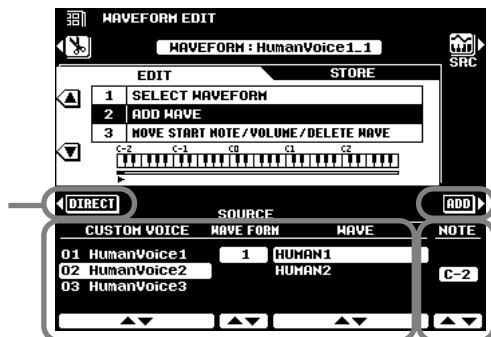 WAVEFORM EDIT
WAVEFORM : HumanVoice1_1
SRC
EDIT STORE
1 SELECT WAVEFORM
2 ADD WAVE
3 MOVE START NOTE/VOLUME/DELETE WAVE
C-2 C-1 C0 C1 C2
DIRECT ADD
SOURCE
CUSTOM VOICE WAVE FORM WAVE NOTE
01 HumanVoice1 1 HUMAN1
02 HumanVoice2 HUMAN2 C-2
03 HumanVoice3